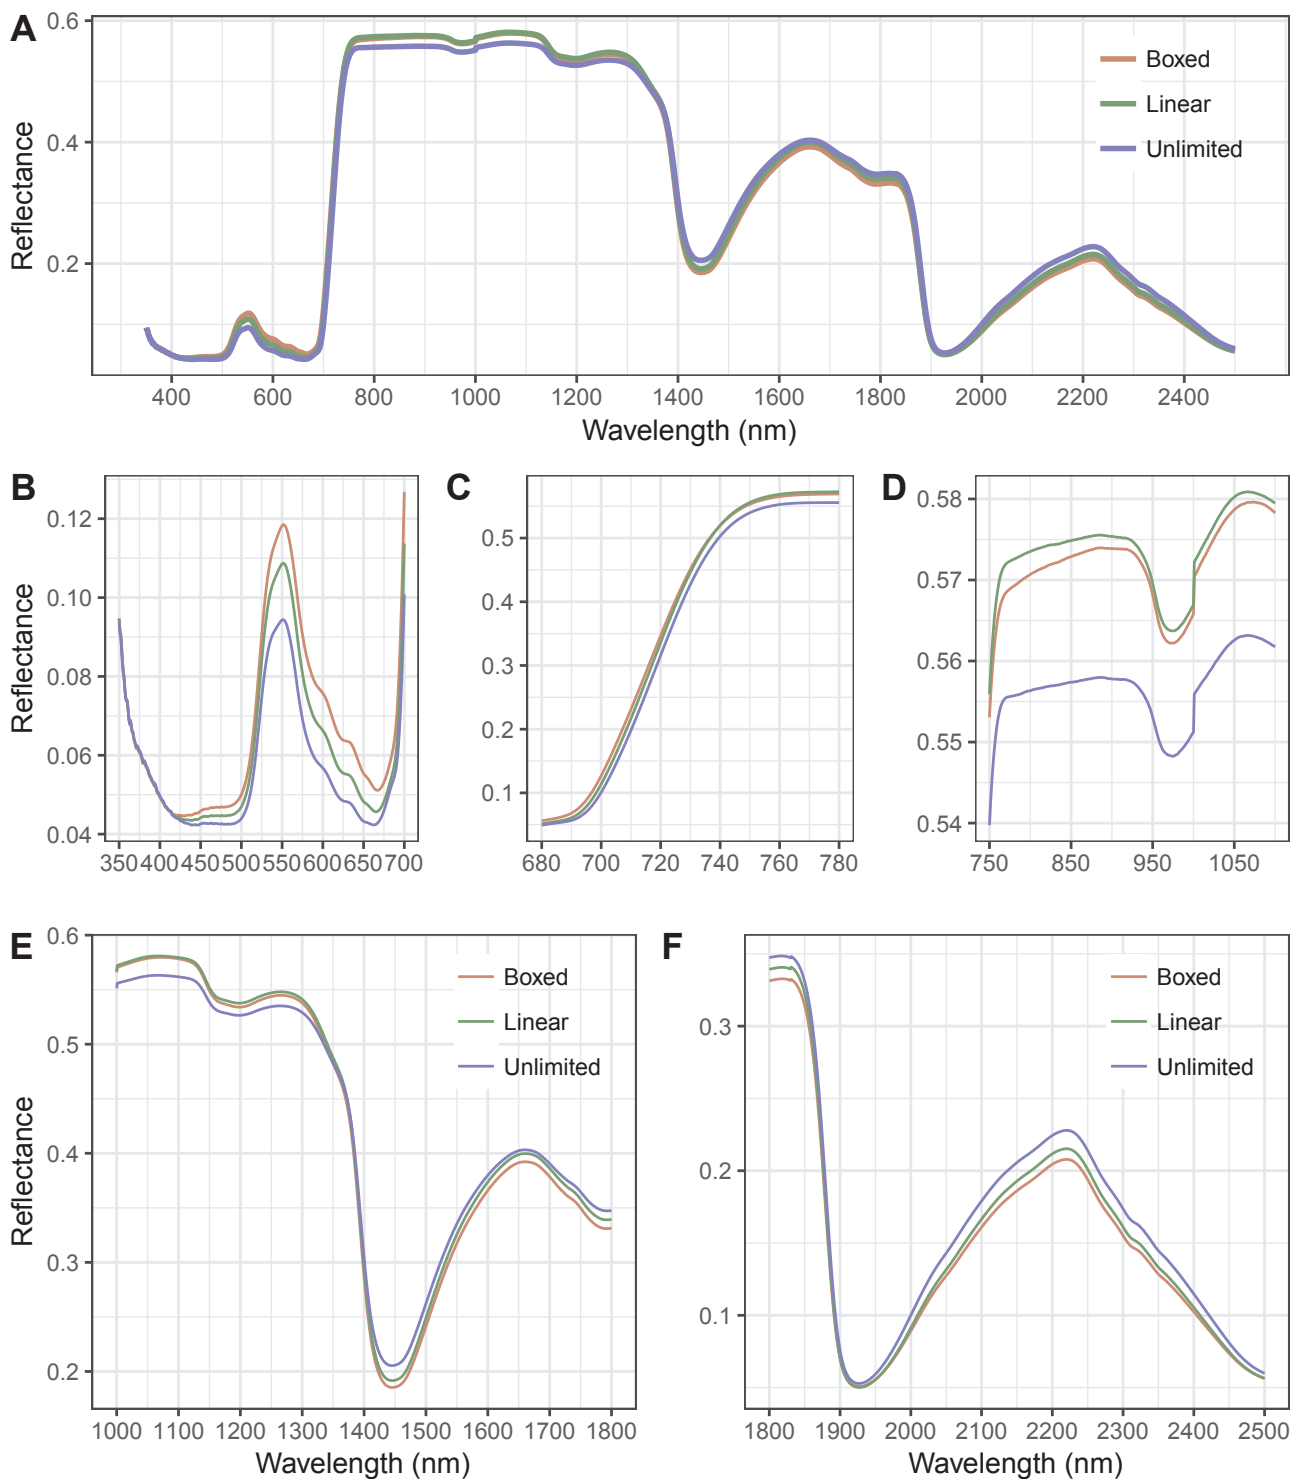 A
Reflectance
0.6
0.4
0.2
Boxed
Linear
Unlimited
400 600 800 1000 1200 1400 1600 1800 2000 2200 2400
Wavelength (nm)
B
Reflectance
0.12
0.10
0.08
0.06
0.04
350 400 450 500 550 600 650 700
C
0.5
0.4
0.3
0.2
0.1
680 700 720 740 760 780
D
0.58
0.57
0.56
0.55
0.54
750 850 950 1050
E
Reflectance
0.6
0.5
0.4
0.3
0.2
Boxed
Linear
Unlimited
1000 1100 1200 1300 1400 1500 1600 1700 1800
Wavelength (nm)
F
0.3
0.2
0.1
Boxed
Linear
Unlimited
1800 1900 2000 2100 2200 2300 2400 2500
Wavelength (nm)